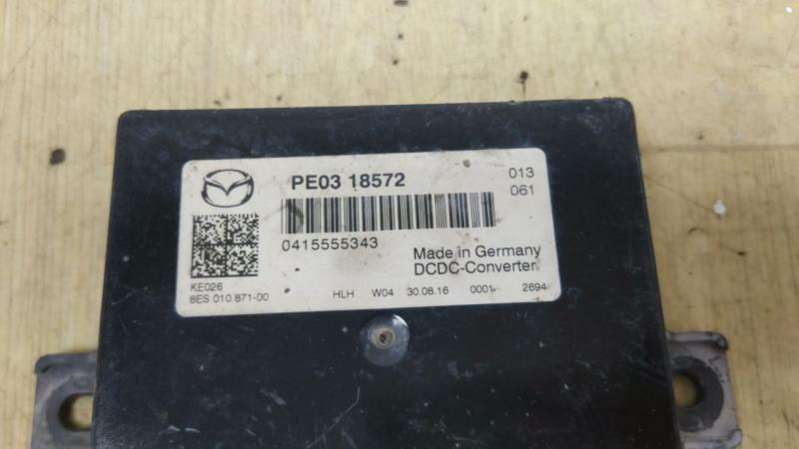 PE03 18572
013
061
0415555343
Made in Germany
DCDC-Converter
KE026
8ES 010 871-00
HLH W04 30.08.16 0001 2694